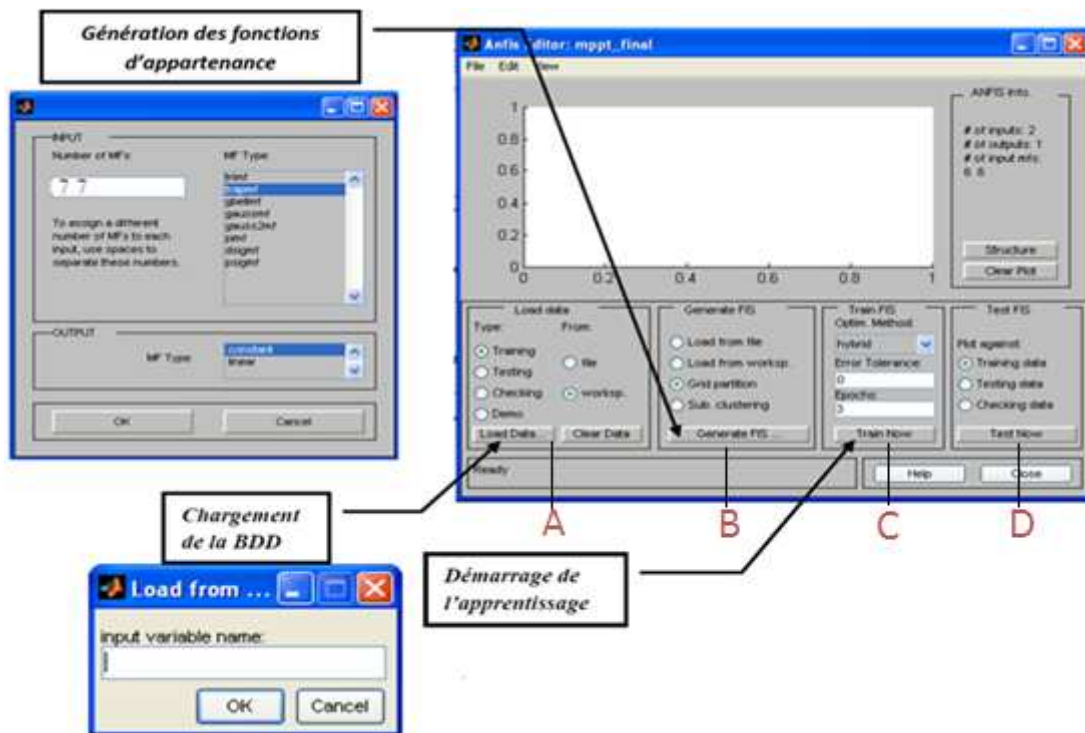 Génération des fonctions
d'appartenance
INPUT
Number of MFs:
7 7
To assign a different
number of MFs to each
input, use spaces to
separate these numbers.
MF Type:
trimf
trapmf
gbellmf
gaussmf
gauss2mf
pimf
dsigmf
psigmf
OUTPUT
MF Type:
constant
linear
OK
Cancel
Anfis Editor: mppt_final
File Edit View
1
0.8
0.6
0.4
0.2
0
0 0.2 0.4 0.6 0.8 1
ANFIS Info.
# of inputs: 2
# of outputs: 1
# of input mfs:
6 6
Structure
Clear Plot
Load data
Type:
From:
Training
Testing
Checking
Demo
file
worksp.
Load Data...
Clear Data
Generate FIS
Load from file
Load from worksp.
Grid partition
Sub. clustering
Generate FIS ...
Train FIS
Optim. Method:
hybrid
Error Tolerance:
0
Epochs:
3
Train Now
Test FIS
Plot against:
Training data
Testing data
Checking data
Test Now
Ready
Help
Close
A
B
C
D
Chargement
de la BDD
Démarrage de
l'apprentissage
Load from ...
input variable name:
OK
Cancel